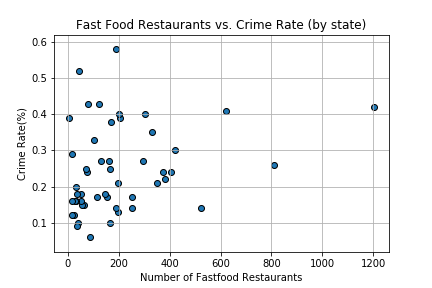 Fast Food Restaurants vs. Crime Rate (by state)
0.6
0.5
0.4
0.3
0.2
0.1
Crime Rate(%)
0 200 400 600 800 1000 1200
Number of Fastfood Restaurants